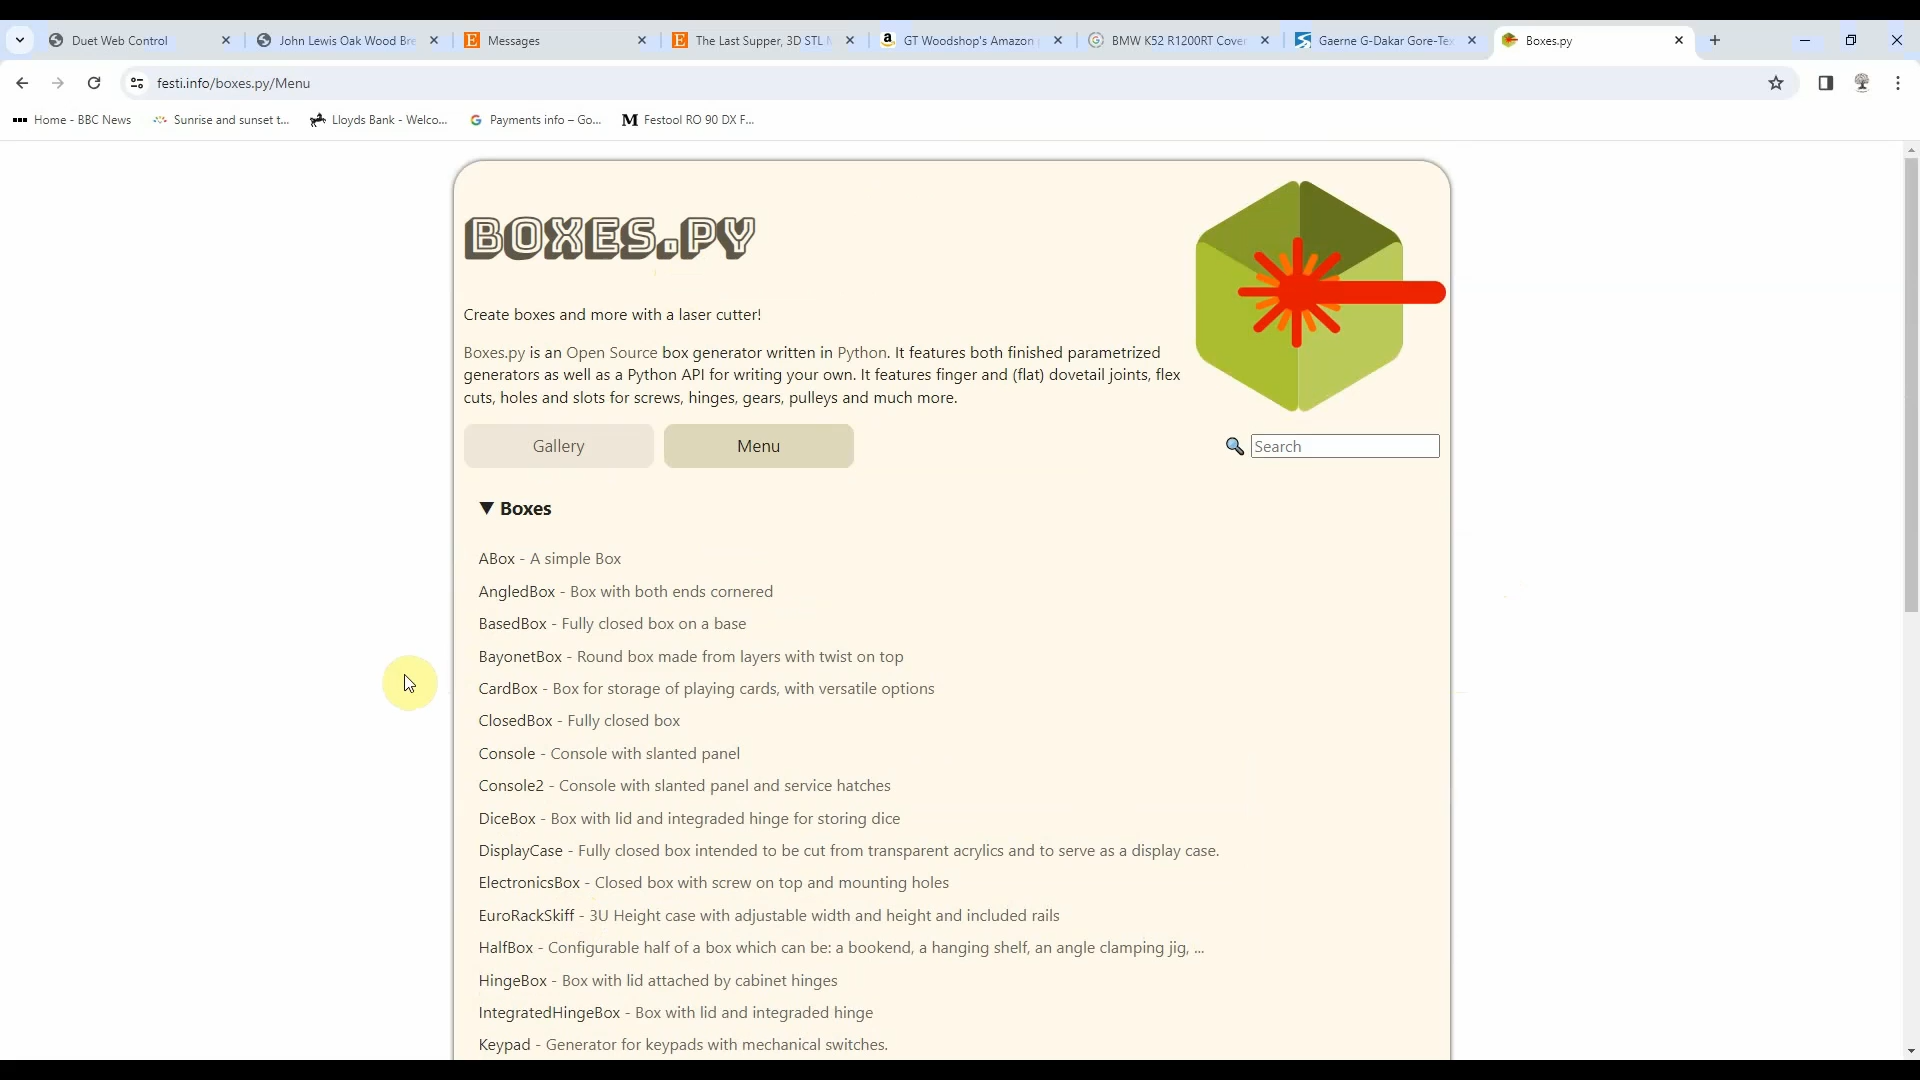 Duet Web Control
John Lewis Oak Wood Bre
Messages
The Last Supper, 3D STL M
GT Woodshop's Amazon p
BMW K52 R1200RT Cover
Gaerne G-Dakar Gore-Tex
Boxes.py
festi.info/boxes.py/Menu
Home - BBC News
Sunrise and sunset t...
Lloyds Bank - Welco...
Payments info – Go...
M Festool RO 90 DX F...
BOXES.PY
Create boxes and more with a laser cutter!
Boxes.py is an Open Source box generator written in Python. It features both finished parametrized
generators as well as a Python API for writing your own. It features finger and (flat) dovetail joints, flex
cuts, holes and slots for screws, hinges, gears, pulleys and much more.
Gallery
Menu
Search
▼ Boxes
ABox - A simple Box
AngledBox - Box with both ends cornered
BasedBox - Fully closed box on a base
BayonetBox - Round box made from layers with twist on top
CardBox - Box for storage of playing cards, with versatile options
ClosedBox - Fully closed box
Console - Console with slanted panel
Console2 - Console with slanted panel and service hatches
DiceBox - Box with lid and integraded hinge for storing dice
DisplayCase - Fully closed box intended to be cut from transparent acrylics and to serve as a display case.
ElectronicsBox - Closed box with screw on top and mounting holes
EuroRackSkiff - 3U Height case with adjustable width and height and included rails
HalfBox - Configurable half of a box which can be: a bookend, a hanging shelf, an angle clamping jig, ...
HingeBox - Box with lid attached by cabinet hinges
IntegratedHingeBox - Box with lid and integraded hinge
Keypad - Generator for keypads with mechanical switches.